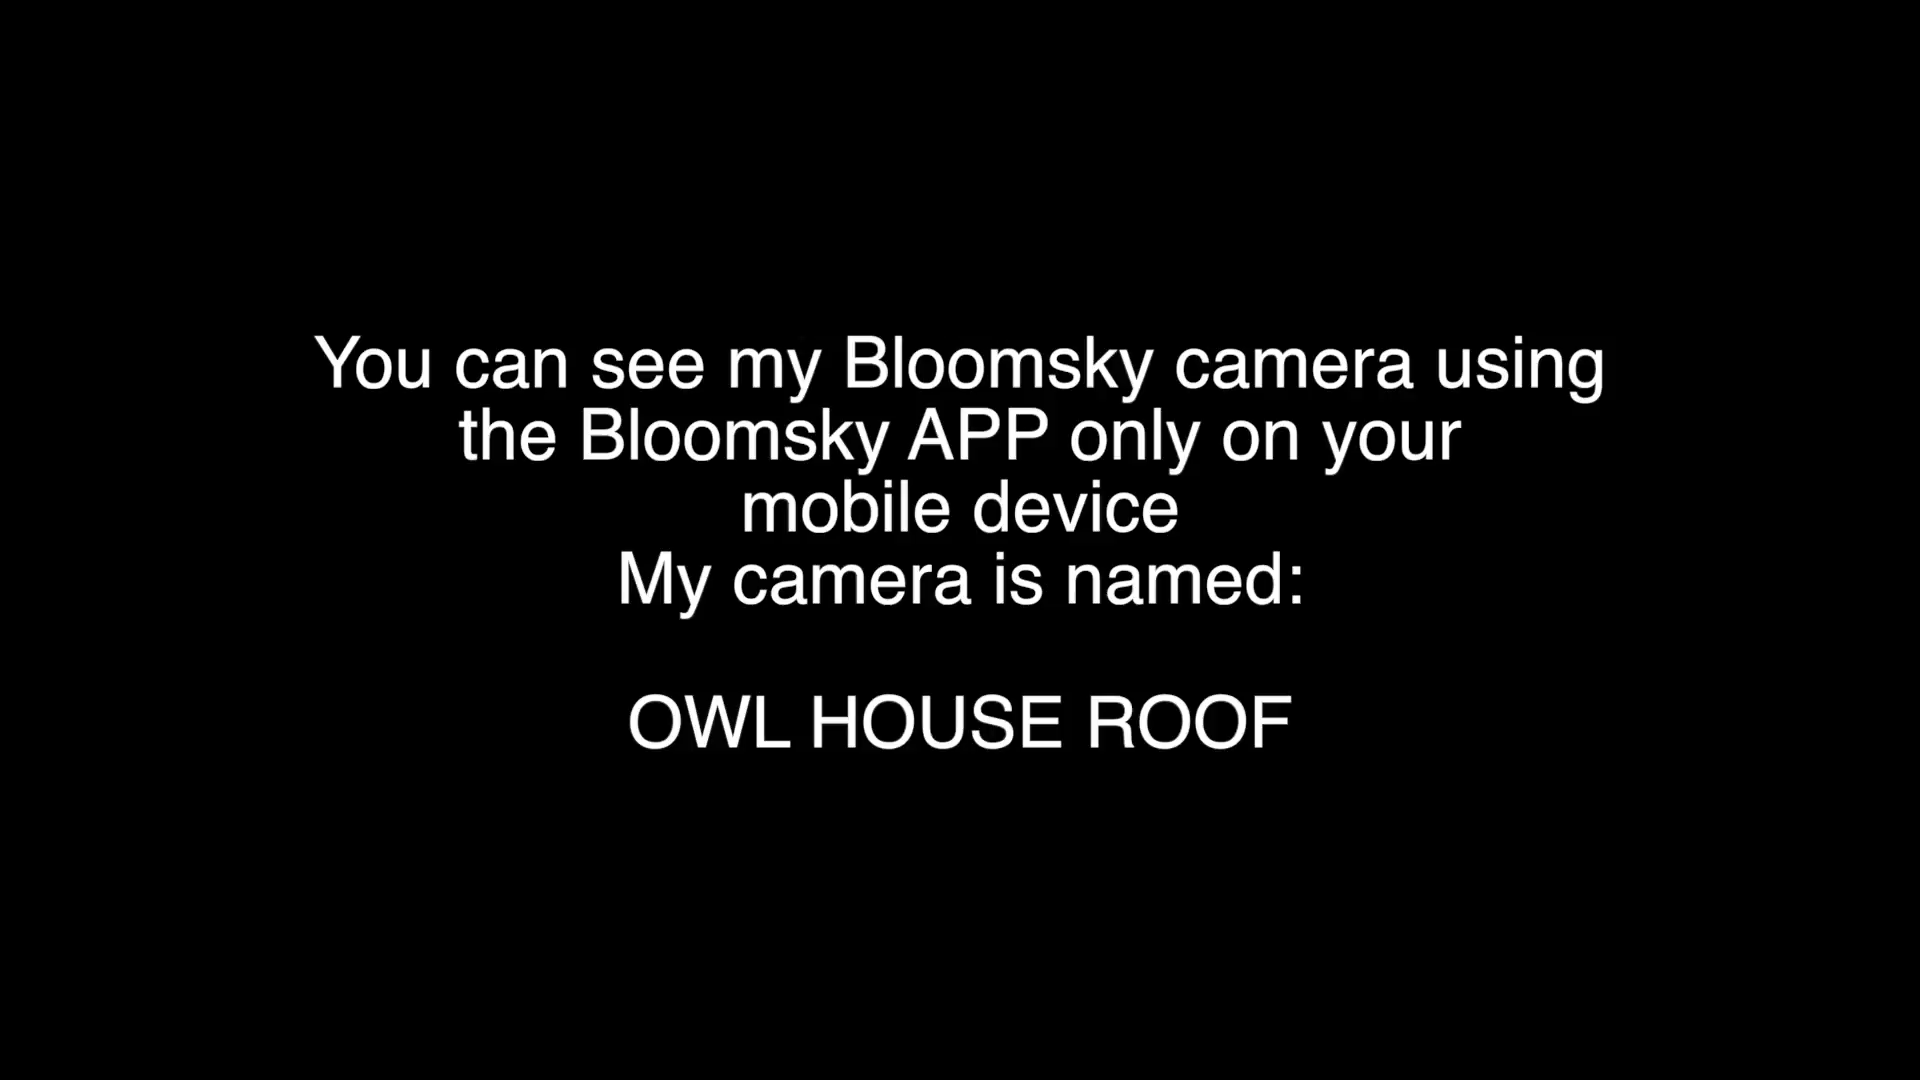 You can see my Bloomsky camera using
the Bloomsky APP only on your
mobile device
My camera is named:
OWL HOUSE ROOF